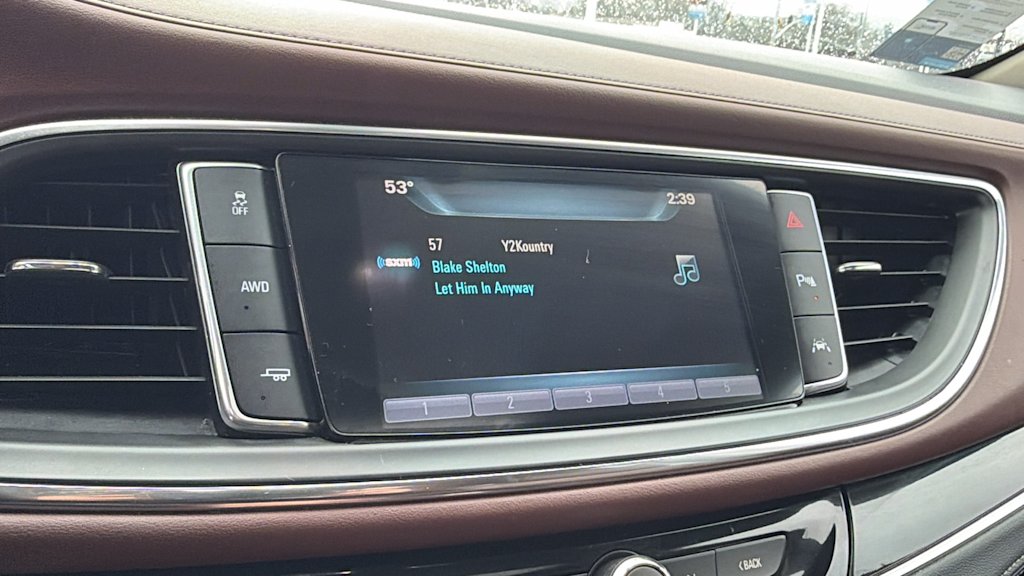 53°
2:39
OFF
AWD
57 Y2Kountry
((SXM))
Blake Shelton
Let Him In Anyway
1 2 3 4 5
BACK